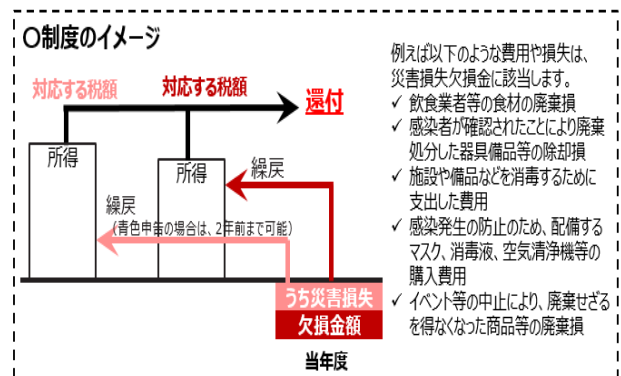 ○制度のイメージ
対応する税額
対応する税額
還付
所得
所得
繰戻
繰戻
（青色申告の場合は、2年前まで可能）
うち災害損失
欠損金額
当年度
例えば以下のような費用や損失は、
災害損失欠損金に該当します。
✓ 飲食業者等の食材の廃棄損
✓ 感染者が確認されたことにより廃棄
処分した器具備品等の除却損
✓ 施設や備品などを消毒するために
支出した費用
✓ 感染発生の防止のため、配備する
マスク、消毒液、空気清浄機等の
購入費用
✓ イベント等の中止により、廃棄せざる
を得なくなった商品等の廃棄損